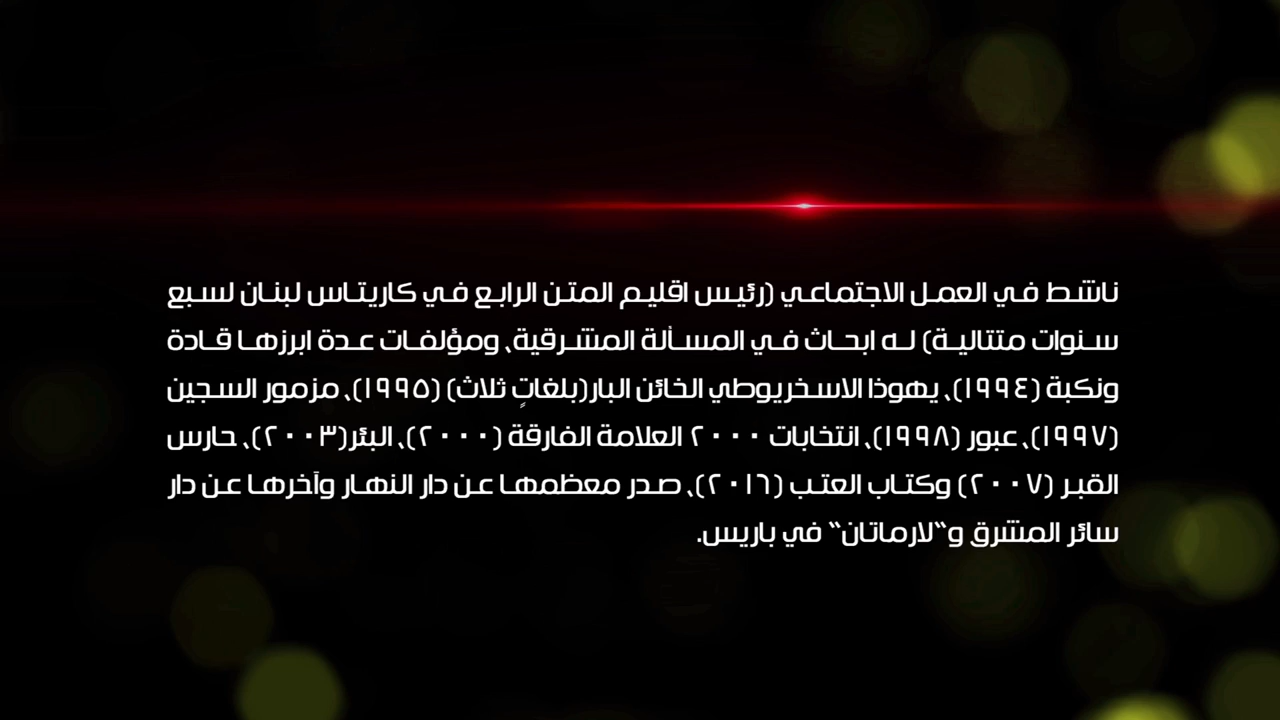 ناشط في العمل الاجتماعي (رئيس اقليم المتن الرابع في كاريتاس لبنان لسبع
سنوات متتالية) له ابحاث في المسألة المشرقية، ومؤلفات عدة ابرزها قادة
ونكبة (١٩٩٤)، يهوذا الاسخريوطي الخائن البار(بلغاتٍ ثلاث) (١٩٩٥)، مزمور السجين
(١٩٩٧)، عبور (١٩٩٨)، انتخابات ٢٠٠٠ العلامة الفارقة (٢٠٠٠)، البئر(٢٠٠٣)، حارس
القبر (٢٠٠٧) وكتاب العتب (٢٠١٦)، صدر معظمها عن دار النهار وآخرها عن دار
سائر المشرق و“لارماتان” في باريس.